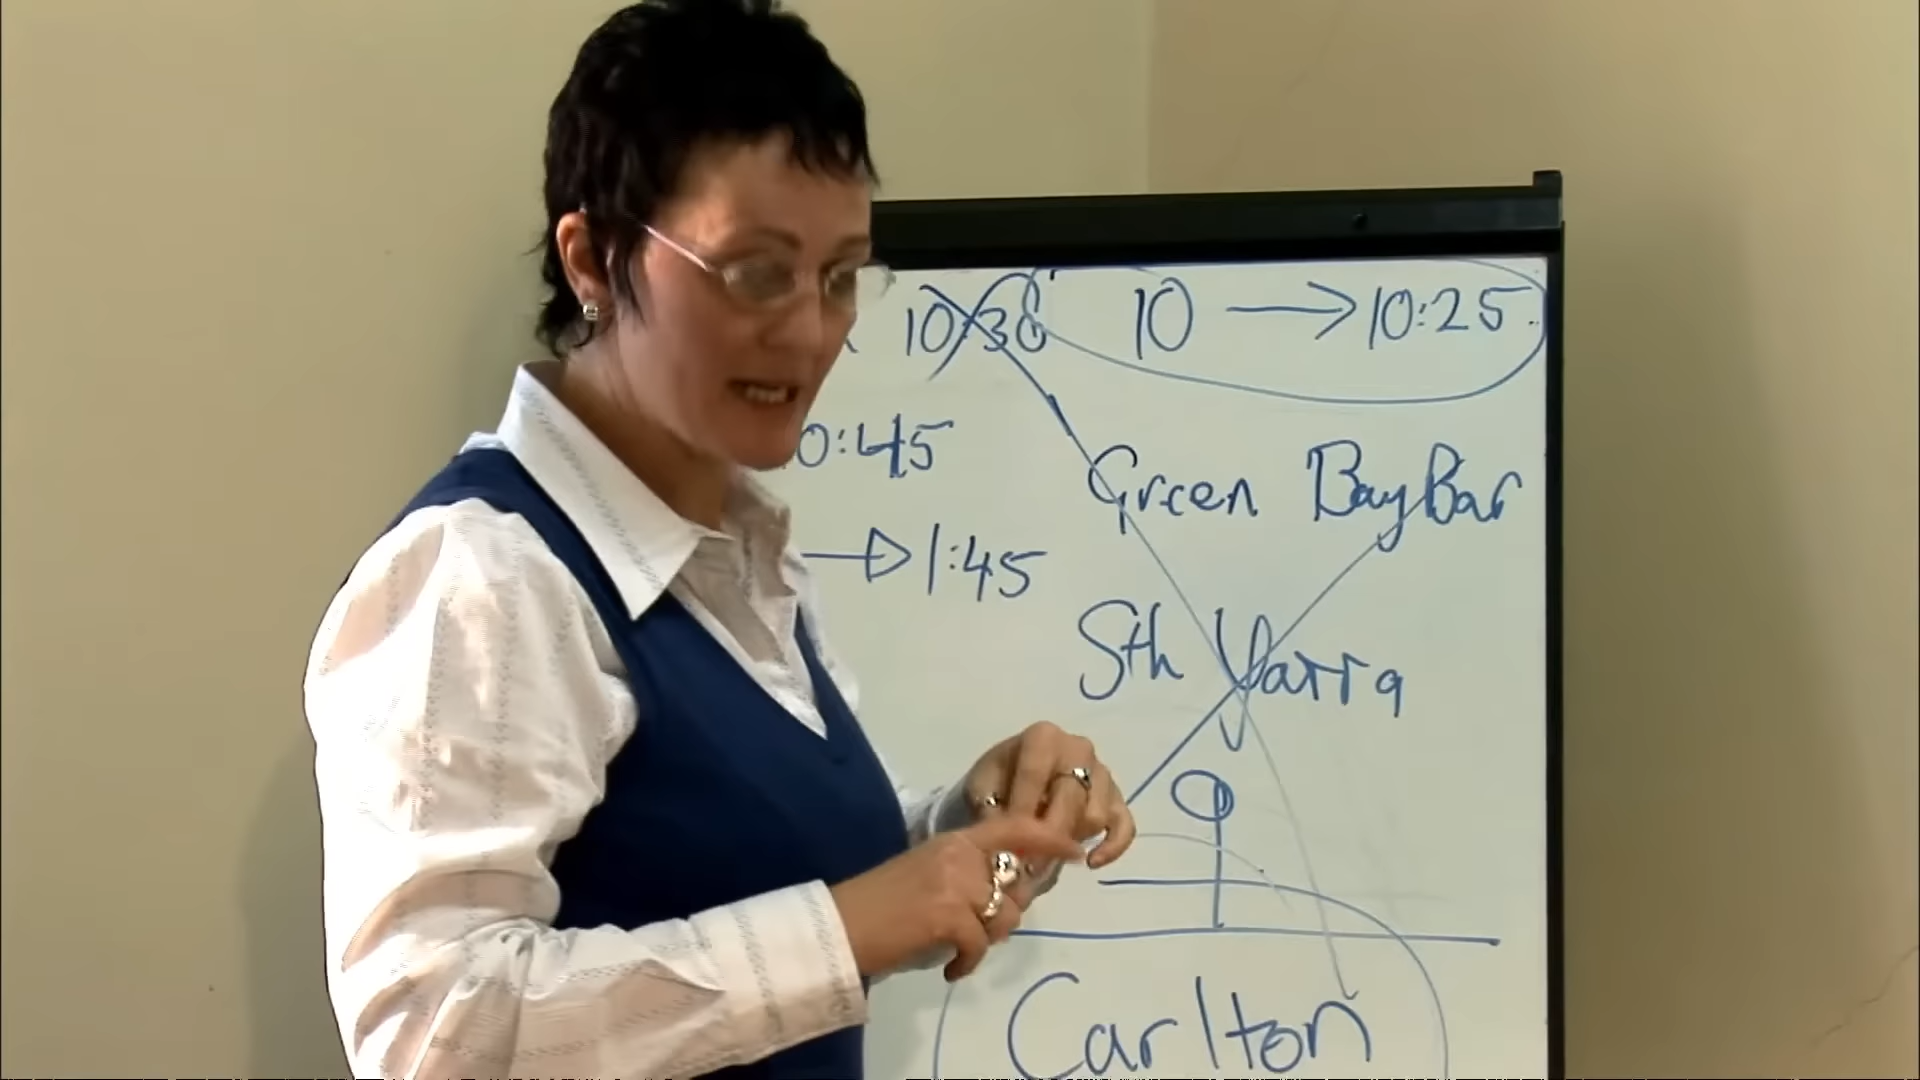 10:30 10 → 10:25
0:45
Green Bay Bar
→ 1:45
Sth Yarra
Carlton